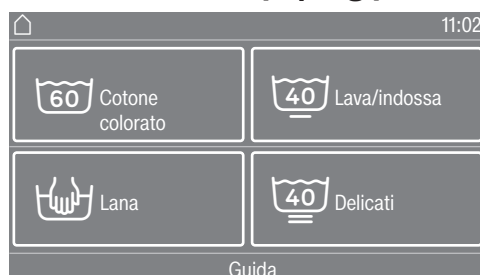 11:02
60 Cotone
colorato
40 Lava/indossa
Lana
40 Delicati
Guida